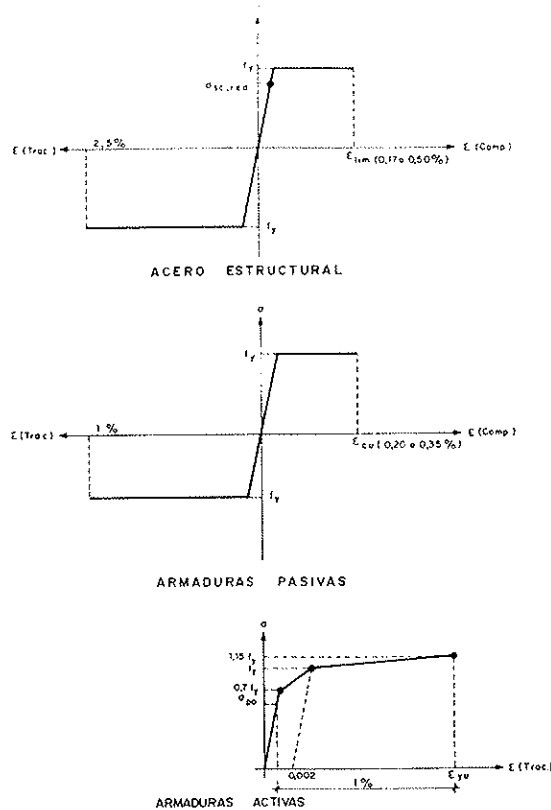 f_y
σ_sc,red
2,5%
ε (Trac.)
ε (Comp.)
ε_lim (0,17 a 0,50%)
f_y
ACERO ESTRUCTURAL
σ
f_y
1%
ε (Trac.)
ε (Comp.)
ε_cu (0,20 a 0,35%)
f_y
ARMADURAS PASIVAS
σ
1,15 f_y
f_y
0,7 f_y
σ_po
0,002
1%
ε_yu
ε (Trac.)
ARMADURAS ACTIVAS